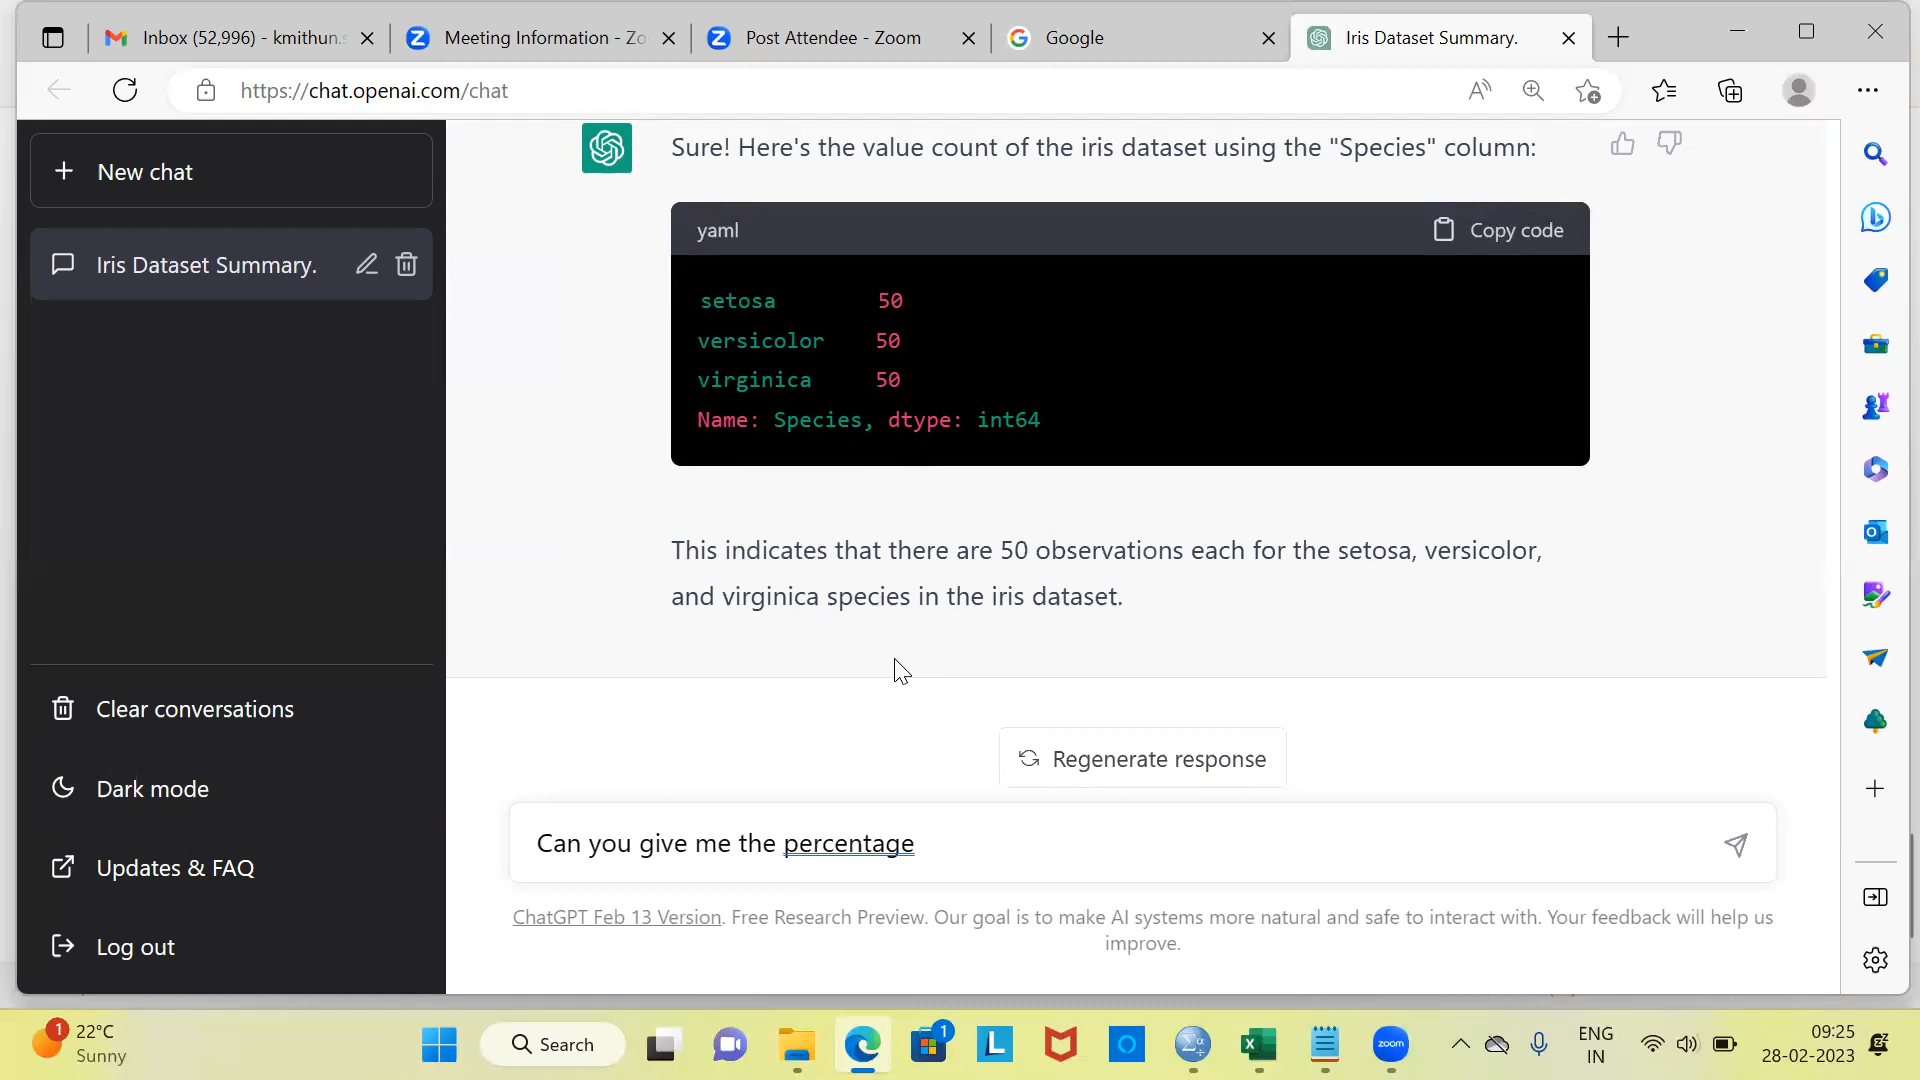 Inbox (52,996) - kmithun.s
Meeting Information - Zo
Post Attendee - Zoom
Google
Iris Dataset Summary.
https://chat.openai.com/chat
New chat
Iris Dataset Summary.
Clear conversations
Dark mode
Updates & FAQ
Log out
Sure! Here's the value count of the iris dataset using the "Species" column:
yaml Copy code
setosa 50
versicolor 50
virginica 50
Name: Species, dtype: int64
This indicates that there are 50 observations each for the setosa, versicolor,
and virginica species in the iris dataset.
Regenerate response
Can you give me the percentage
ChatGPT Feb 13 Version. Free Research Preview. Our goal is to make AI systems more natural and safe to interact with. Your feedback will help us
improve.
1
22°C
Sunny
Search
1
L
zoom
ENG
IN
09:25
28-02-2023